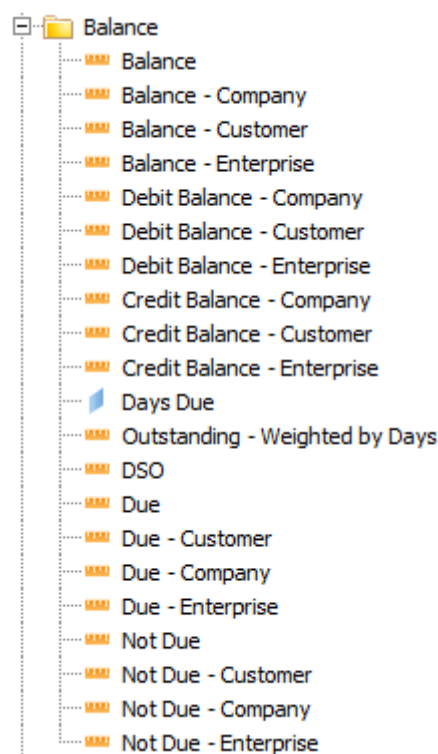 Balance
Balance
Balance - Company
Balance - Customer
Balance - Enterprise
Debit Balance - Company
Debit Balance - Customer
Debit Balance - Enterprise
Credit Balance - Company
Credit Balance - Customer
Credit Balance - Enterprise
Days Due
Outstanding - Weighted by Days
DSO
Due
Due - Customer
Due - Company
Due - Enterprise
Not Due
Not Due - Customer
Not Due - Company
Not Due - Enterprise